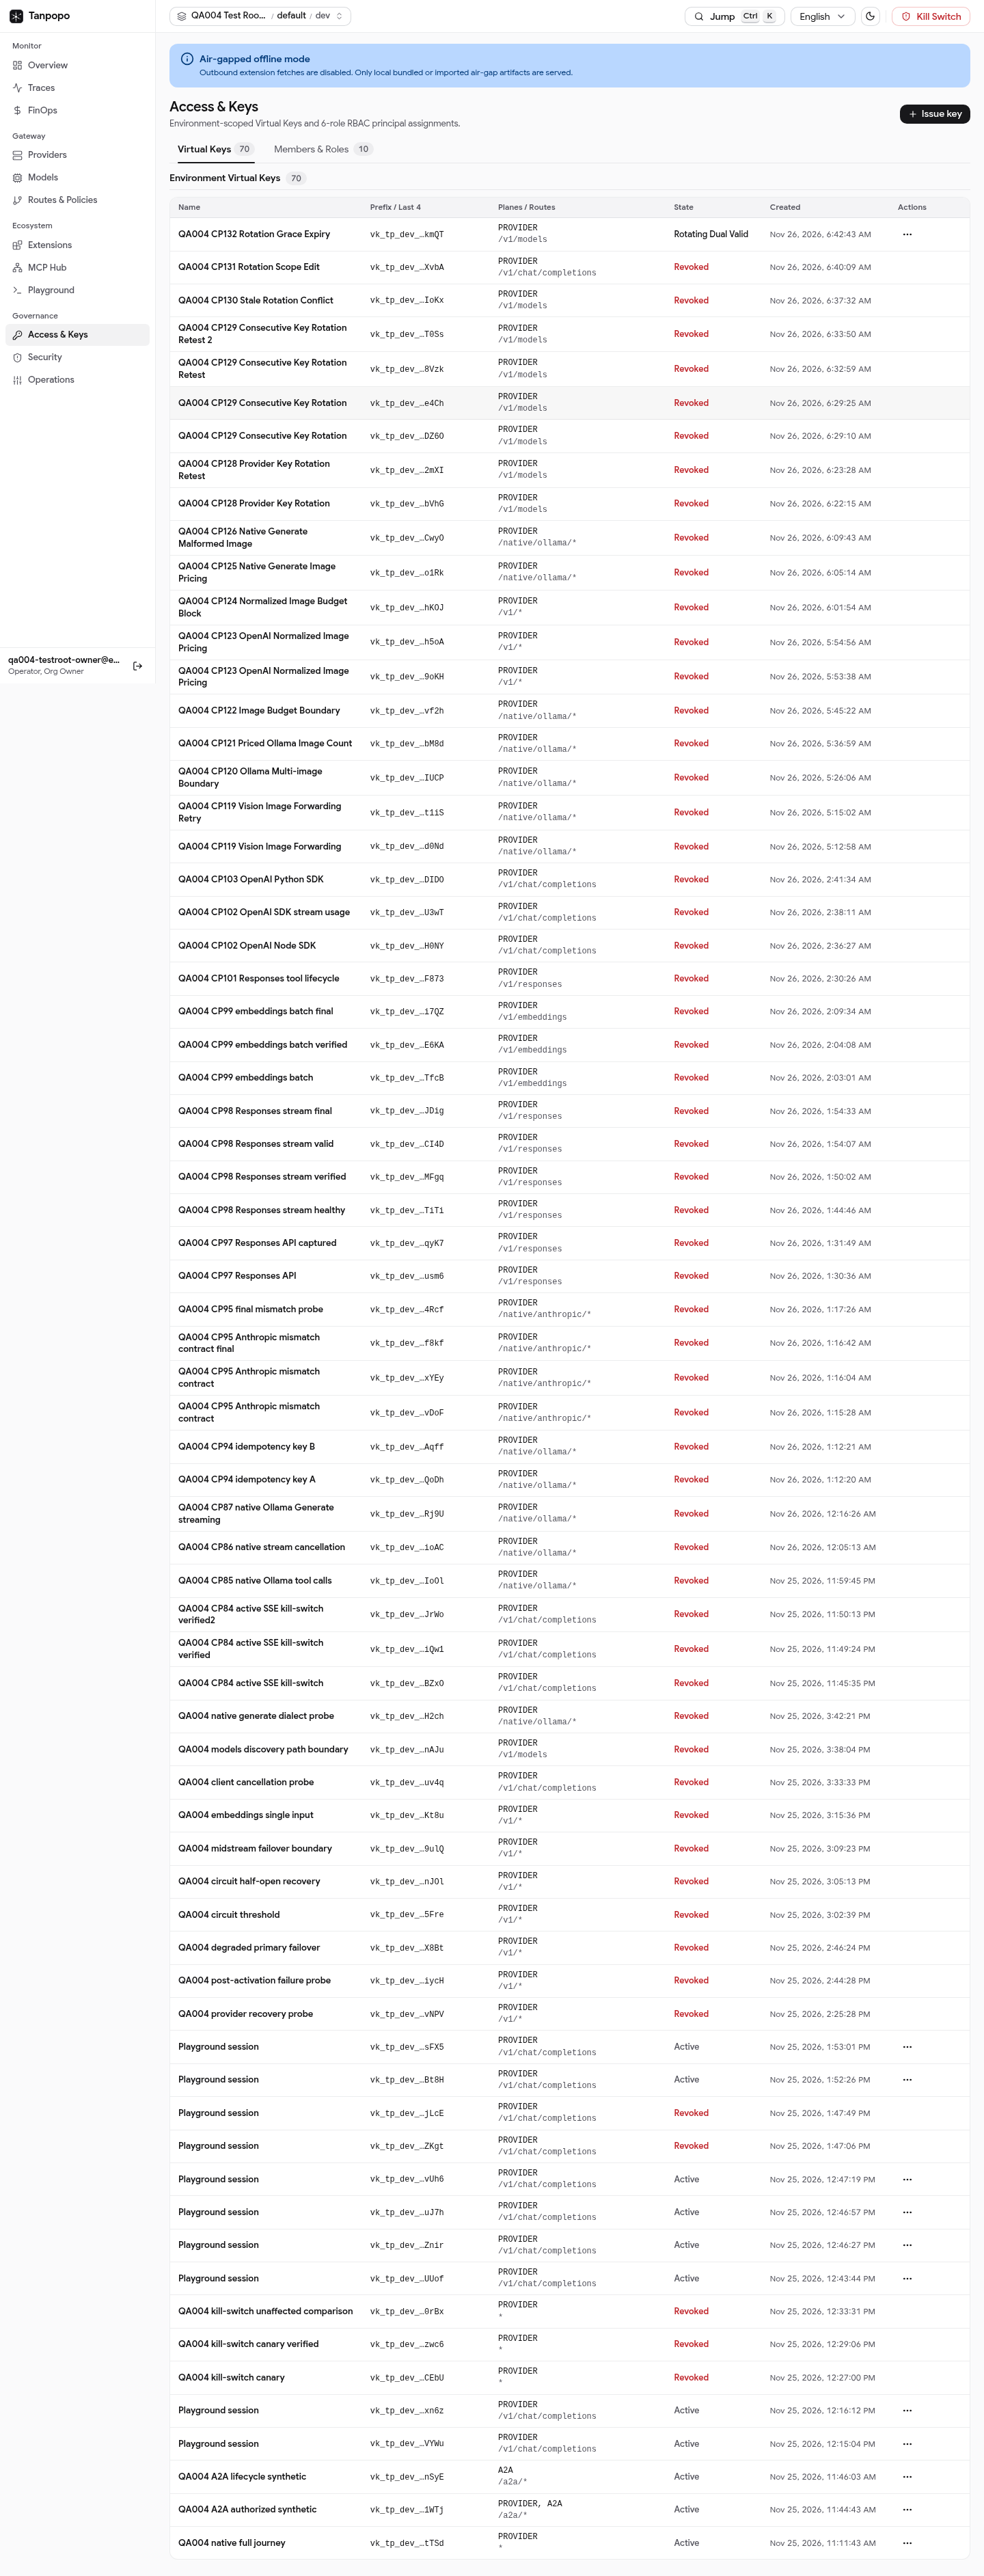 Tanpopo
QA004 Test Roo... / default / dev
Jump Ctrl K
English
Kill Switch
Monitor
Overview
Traces
FinOps
Gateway
Providers
Models
Routes & Policies
Ecosystem
Extensions
MCP Hub
Playground
Governance
Access & Keys
Security
Operations
qa004-testroot-owner@e...
Operator, Org Owner
Air-gapped offline mode
Outbound extension fetches are disabled. Only local bundled or imported air-gap artifacts are served.
Access & Keys
Environment-scoped Virtual Keys and 6-role RBAC principal assignments.
Issue key
Virtual Keys 70 Members & Roles 10
Environment Virtual Keys 70
Name Prefix / Last 4 Planes / Routes State Created Actions
QA004 CP132 Rotation Grace Expiry vk_tp_dev_…kmQT PROVIDER /v1/models Rotating Dual Valid Nov 26, 2026, 6:42:43 AM
QA004 CP131 Rotation Scope Edit vk_tp_dev_…XvbA PROVIDER /v1/chat/completions Revoked Nov 26, 2026, 6:40:09 AM
QA004 CP130 Stale Rotation Conflict vk_tp_dev_…IoKx PROVIDER /v1/models Revoked Nov 26, 2026, 6:37:32 AM
QA004 CP129 Consecutive Key Rotation Retest 2 vk_tp_dev_…T0Ss PROVIDER /v1/models Revoked Nov 26, 2026, 6:33:50 AM
QA004 CP129 Consecutive Key Rotation Retest vk_tp_dev_…8Vzk PROVIDER /v1/models Revoked Nov 26, 2026, 6:32:59 AM
QA004 CP129 Consecutive Key Rotation vk_tp_dev_…e4Ch PROVIDER /v1/models Revoked Nov 26, 2026, 6:29:25 AM
QA004 CP129 Consecutive Key Rotation vk_tp_dev_…DZ6O PROVIDER /v1/models Revoked Nov 26, 2026, 6:29:10 AM
QA004 CP128 Provider Key Rotation Retest vk_tp_dev_…2mXI PROVIDER /v1/models Revoked Nov 26, 2026, 6:23:28 AM
QA004 CP128 Provider Key Rotation vk_tp_dev_…bVhG PROVIDER /v1/models Revoked Nov 26, 2026, 6:22:15 AM
QA004 CP126 Native Generate Malformed Image vk_tp_dev_…CwyO PROVIDER /native/ollama/* Revoked Nov 26, 2026, 6:09:43 AM
QA004 CP125 Native Generate Image Pricing vk_tp_dev_…o1Rk PROVIDER /native/ollama/* Revoked Nov 26, 2026, 6:05:14 AM
QA004 CP124 Normalized Image Budget Block vk_tp_dev_…hKOJ PROVIDER /v1/* Revoked Nov 26, 2026, 6:01:54 AM
QA004 CP123 OpenAI Normalized Image Pricing vk_tp_dev_…h5oA PROVIDER /v1/* Revoked Nov 26, 2026, 5:54:56 AM
QA004 CP123 OpenAI Normalized Image Pricing vk_tp_dev_…9oKH PROVIDER /v1/* Revoked Nov 26, 2026, 5:53:38 AM
QA004 CP122 Image Budget Boundary vk_tp_dev_…vf2h PROVIDER /native/ollama/* Revoked Nov 26, 2026, 5:45:22 AM
QA004 CP121 Priced Ollama Image Count vk_tp_dev_…bM8d PROVIDER /native/ollama/* Revoked Nov 26, 2026, 5:36:59 AM
QA004 CP120 Ollama Multi-image Boundary vk_tp_dev_…IUCP PROVIDER /native/ollama/* Revoked Nov 26, 2026, 5:26:06 AM
QA004 CP119 Vision Image Forwarding Retry vk_tp_dev_…t1iS PROVIDER /native/ollama/* Revoked Nov 26, 2026, 5:15:02 AM
QA004 CP119 Vision Image Forwarding vk_tp_dev_…d0Nd PROVIDER /native/ollama/* Revoked Nov 26, 2026, 5:12:58 AM
QA004 CP103 OpenAI Python SDK vk_tp_dev_…DIDO PROVIDER /v1/chat/completions Revoked Nov 26, 2026, 2:41:34 AM
QA004 CP102 OpenAI SDK stream usage vk_tp_dev_…U3wT PROVIDER /v1/chat/completions Revoked Nov 26, 2026, 2:38:11 AM
QA004 CP102 OpenAI Node SDK vk_tp_dev_…H0NY PROVIDER /v1/chat/completions Revoked Nov 26, 2026, 2:36:27 AM
QA004 CP101 Responses tool lifecycle vk_tp_dev_…F873 PROVIDER /v1/responses Revoked Nov 26, 2026, 2:30:26 AM
QA004 CP99 embeddings batch final vk_tp_dev_…i7QZ PROVIDER /v1/embeddings Revoked Nov 26, 2026, 2:09:34 AM
QA004 CP99 embeddings batch verified vk_tp_dev_…E6KA PROVIDER /v1/embeddings Revoked Nov 26, 2026, 2:04:08 AM
QA004 CP99 embeddings batch vk_tp_dev_…TfcB PROVIDER /v1/embeddings Revoked Nov 26, 2026, 2:03:01 AM
QA004 CP98 Responses stream final vk_tp_dev_…JDig PROVIDER /v1/responses Revoked Nov 26, 2026, 1:54:33 AM
QA004 CP98 Responses stream valid vk_tp_dev_…CI4D PROVIDER /v1/responses Revoked Nov 26, 2026, 1:54:07 AM
QA004 CP98 Responses stream verified vk_tp_dev_…MFgq PROVIDER /v1/responses Revoked Nov 26, 2026, 1:50:02 AM
QA004 CP98 Responses stream healthy vk_tp_dev_…TiTi PROVIDER /v1/responses Revoked Nov 26, 2026, 1:44:46 AM
QA004 CP97 Responses API captured vk_tp_dev_…qyK7 PROVIDER /v1/responses Revoked Nov 26, 2026, 1:31:49 AM
QA004 CP97 Responses API vk_tp_dev_…usm6 PROVIDER /v1/responses Revoked Nov 26, 2026, 1:30:36 AM
QA004 CP95 final mismatch probe vk_tp_dev_…4Rcf PROVIDER /native/anthropic/* Revoked Nov 26, 2026, 1:17:26 AM
QA004 CP95 Anthropic mismatch contract final vk_tp_dev_…f8kf PROVIDER /native/anthropic/* Revoked Nov 26, 2026, 1:16:42 AM
QA004 CP95 Anthropic mismatch contract vk_tp_dev_…xYEy PROVIDER /native/anthropic/* Revoked Nov 26, 2026, 1:16:04 AM
QA004 CP95 Anthropic mismatch contract vk_tp_dev_…vDoF PROVIDER /native/anthropic/* Revoked Nov 26, 2026, 1:15:28 AM
QA004 CP94 idempotency key B vk_tp_dev_…Aqff PROVIDER /native/ollama/* Revoked Nov 26, 2026, 1:12:21 AM
QA004 CP94 idempotency key A vk_tp_dev_…QoDh PROVIDER /native/ollama/* Revoked Nov 26, 2026, 1:12:20 AM
QA004 CP87 native Ollama Generate streaming vk_tp_dev_…Rj9U PROVIDER /native/ollama/* Revoked Nov 26, 2026, 12:16:26 AM
QA004 CP86 native stream cancellation vk_tp_dev_…ioAC PROVIDER /native/ollama/* Revoked Nov 26, 2026, 12:05:13 AM
QA004 CP85 native Ollama tool calls vk_tp_dev_…IoOl PROVIDER /native/ollama/* Revoked Nov 25, 2026, 11:59:45 PM
QA004 CP84 active SSE kill-switch verified2 vk_tp_dev_…JrWo PROVIDER /v1/chat/completions Revoked Nov 25, 2026, 11:50:13 PM
QA004 CP84 active SSE kill-switch verified vk_tp_dev_…iQw1 PROVIDER /v1/chat/completions Revoked Nov 25, 2026, 11:49:24 PM
QA004 CP84 active SSE kill-switch vk_tp_dev_…BZxO PROVIDER /v1/chat/completions Revoked Nov 25, 2026, 11:45:35 PM
QA004 native generate dialect probe vk_tp_dev_…H2ch PROVIDER /native/ollama/* Revoked Nov 25, 2026, 3:42:21 PM
QA004 models discovery path boundary vk_tp_dev_…nAJu PROVIDER /v1/models Revoked Nov 25, 2026, 3:38:04 PM
QA004 client cancellation probe vk_tp_dev_…uv4q PROVIDER /v1/chat/completions Revoked Nov 25, 2026, 3:33:33 PM
QA004 embeddings single input vk_tp_dev_…Kt8u PROVIDER /v1/* Revoked Nov 25, 2026, 3:15:36 PM
QA004 midstream failover boundary vk_tp_dev_…9ulQ PROVIDER /v1/* Revoked Nov 25, 2026, 3:09:23 PM
QA004 circuit half-open recovery vk_tp_dev_…nJOl PROVIDER /v1/* Revoked Nov 25, 2026, 3:05:13 PM
QA004 circuit threshold vk_tp_dev_…5Fre PROVIDER /v1/* Revoked Nov 25, 2026, 3:02:39 PM
QA004 degraded primary failover vk_tp_dev_…X8Bt PROVIDER /v1/* Revoked Nov 25, 2026, 2:46:24 PM
QA004 post-activation failure probe vk_tp_dev_…iycH PROVIDER /v1/* Revoked Nov 25, 2026, 2:44:28 PM
QA004 provider recovery probe vk_tp_dev_…vNPV PROVIDER /v1/* Revoked Nov 25, 2026, 2:25:28 PM
Playground session vk_tp_dev_…sFX5 PROVIDER /v1/chat/completions Active Nov 25, 2026, 1:53:01 PM
Playground session vk_tp_dev_…Bt8H PROVIDER /v1/chat/completions Active Nov 25, 2026, 1:52:26 PM
Playground session vk_tp_dev_…jLcE PROVIDER /v1/chat/completions Revoked Nov 25, 2026, 1:47:49 PM
Playground session vk_tp_dev_…ZKgt PROVIDER /v1/chat/completions Revoked Nov 25, 2026, 1:47:06 PM
Playground session vk_tp_dev_…vUh6 PROVIDER /v1/chat/completions Active Nov 25, 2026, 12:47:19 PM
Playground session vk_tp_dev_…uJ7h PROVIDER /v1/chat/completions Active Nov 25, 2026, 12:46:57 PM
Playground session vk_tp_dev_…Znir PROVIDER /v1/chat/completions Active Nov 25, 2026, 12:46:27 PM
Playground session vk_tp_dev_…UUof PROVIDER /v1/chat/completions Active Nov 25, 2026, 12:43:44 PM
QA004 kill-switch unaffected comparison vk_tp_dev_…0rBx PROVIDER * Revoked Nov 25, 2026, 12:33:31 PM
QA004 kill-switch canary verified vk_tp_dev_…zwc6 PROVIDER * Revoked Nov 25, 2026, 12:29:06 PM
QA004 kill-switch canary vk_tp_dev_…CEbU PROVIDER * Revoked Nov 25, 2026, 12:27:00 PM
Playground session vk_tp_dev_…xn6z PROVIDER /v1/chat/completions Active Nov 25, 2026, 12:16:12 PM
Playground session vk_tp_dev_…VYWu PROVIDER /v1/chat/completions Active Nov 25, 2026, 12:15:04 PM
QA004 A2A lifecycle synthetic vk_tp_dev_…nSyE A2A /a2a/* Active Nov 25, 2026, 11:46:03 AM
QA004 A2A authorized synthetic vk_tp_dev_…1WTj PROVIDER, A2A /a2a/* Active Nov 25, 2026, 11:44:43 AM
QA004 native full journey vk_tp_dev_…tTSd PROVIDER * Active Nov 25, 2026, 11:11:43 AM